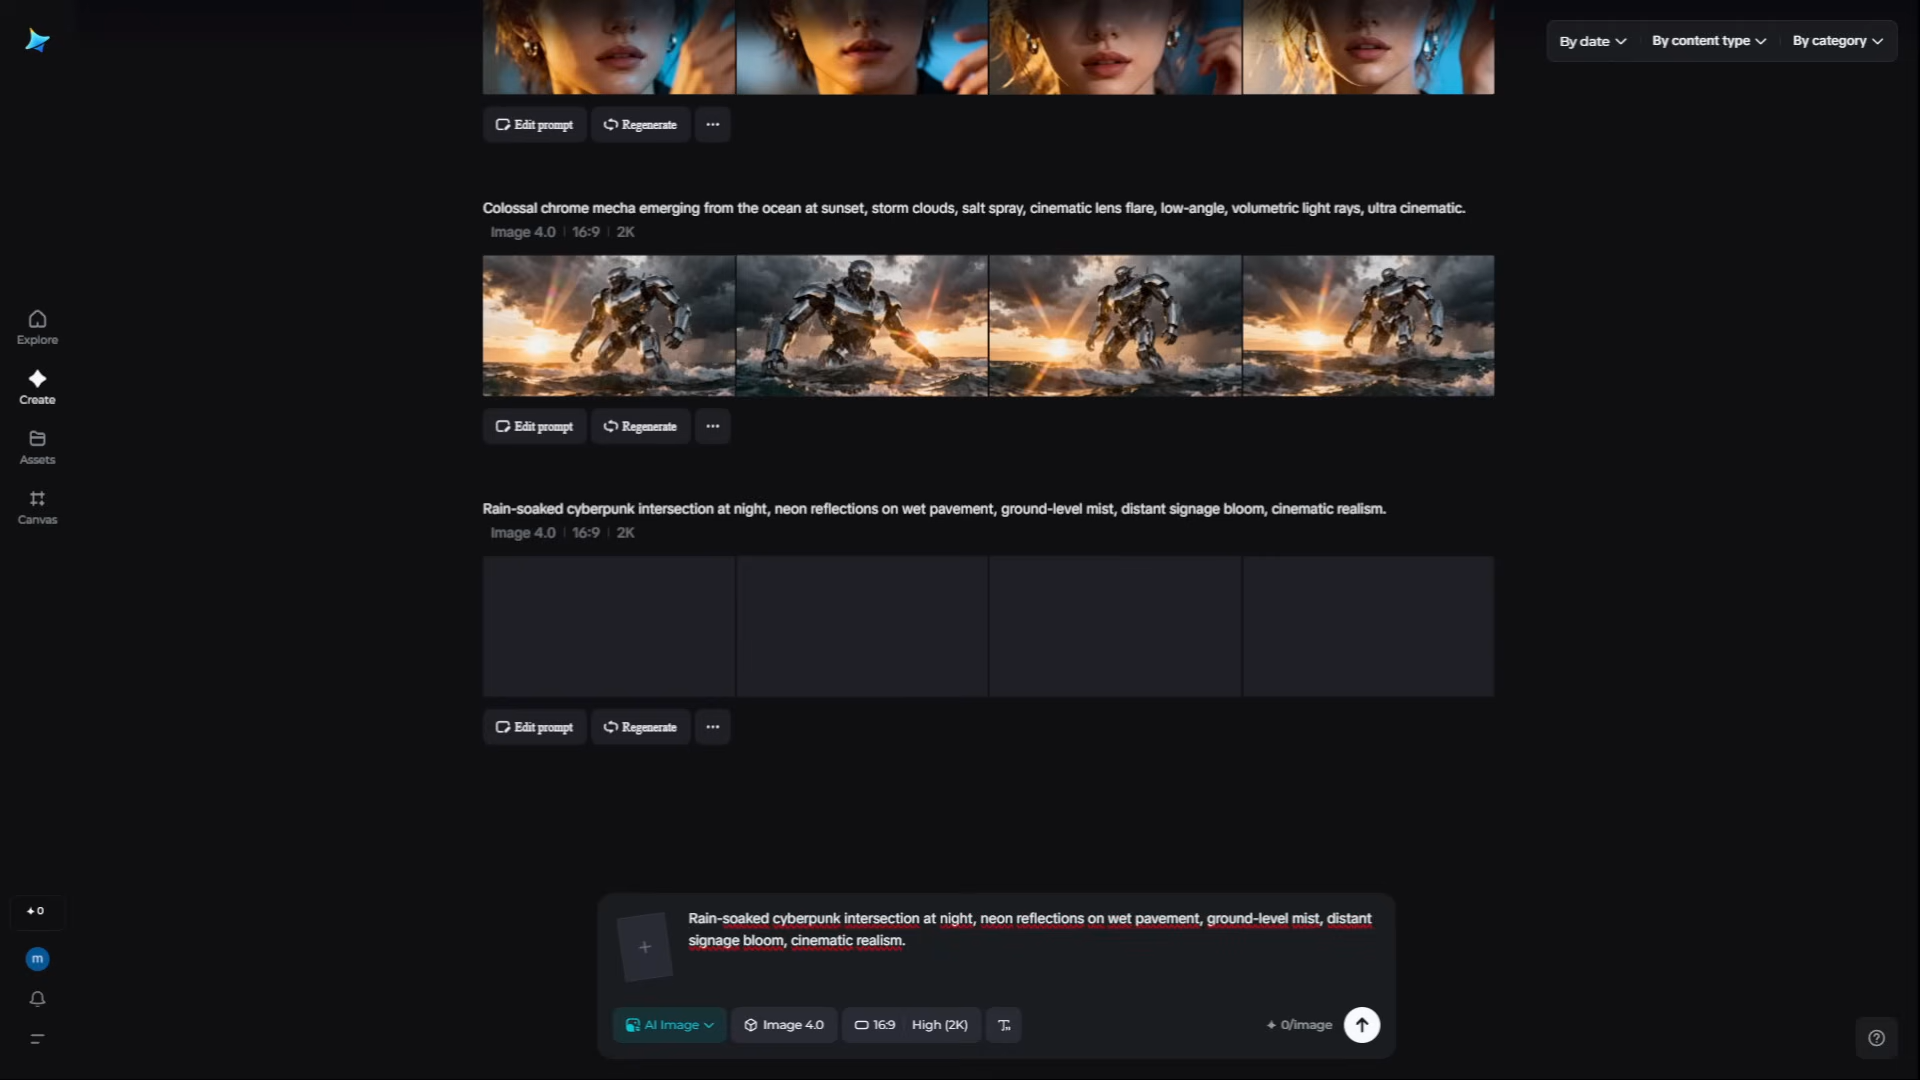 By date
By content type
By category
Edit prompt
Regenerate
Colossal chrome mecha emerging from the ocean at sunset, storm clouds, salt spray, cinematic lens flare, low-angle, volumetric light rays, ultra cinematic.
Image 4.0 | 16:9 | 2K
Explore
Create
Edit prompt
Regenerate
Assets
Canvas
Rain-soaked cyberpunk intersection at night, neon reflections on wet pavement, ground-level mist, distant signage bloom, cinematic realism.
Image 4.0 | 16:9 | 2K
Edit prompt
Regenerate
0
m
Rain-soaked cyberpunk intersection at night, neon reflections on wet pavement, ground-level mist, distant
signage bloom, cinematic realism.
AI Image
Image 4.0
16:9
High (2K)
0/image